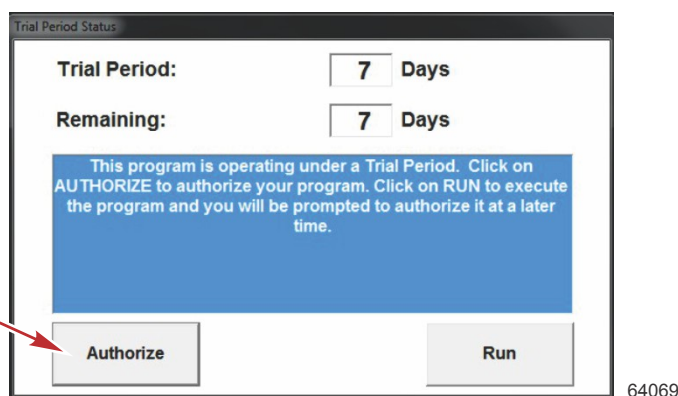 Trial Period Status
Trial Period: 7 Days
Remaining: 7 Days
This program is operating under a Trial Period. Click on
AUTHORIZE to authorize your program. Click on RUN to execute
the program and you will be prompted to authorize it at a later
time.
Authorize Run
64069